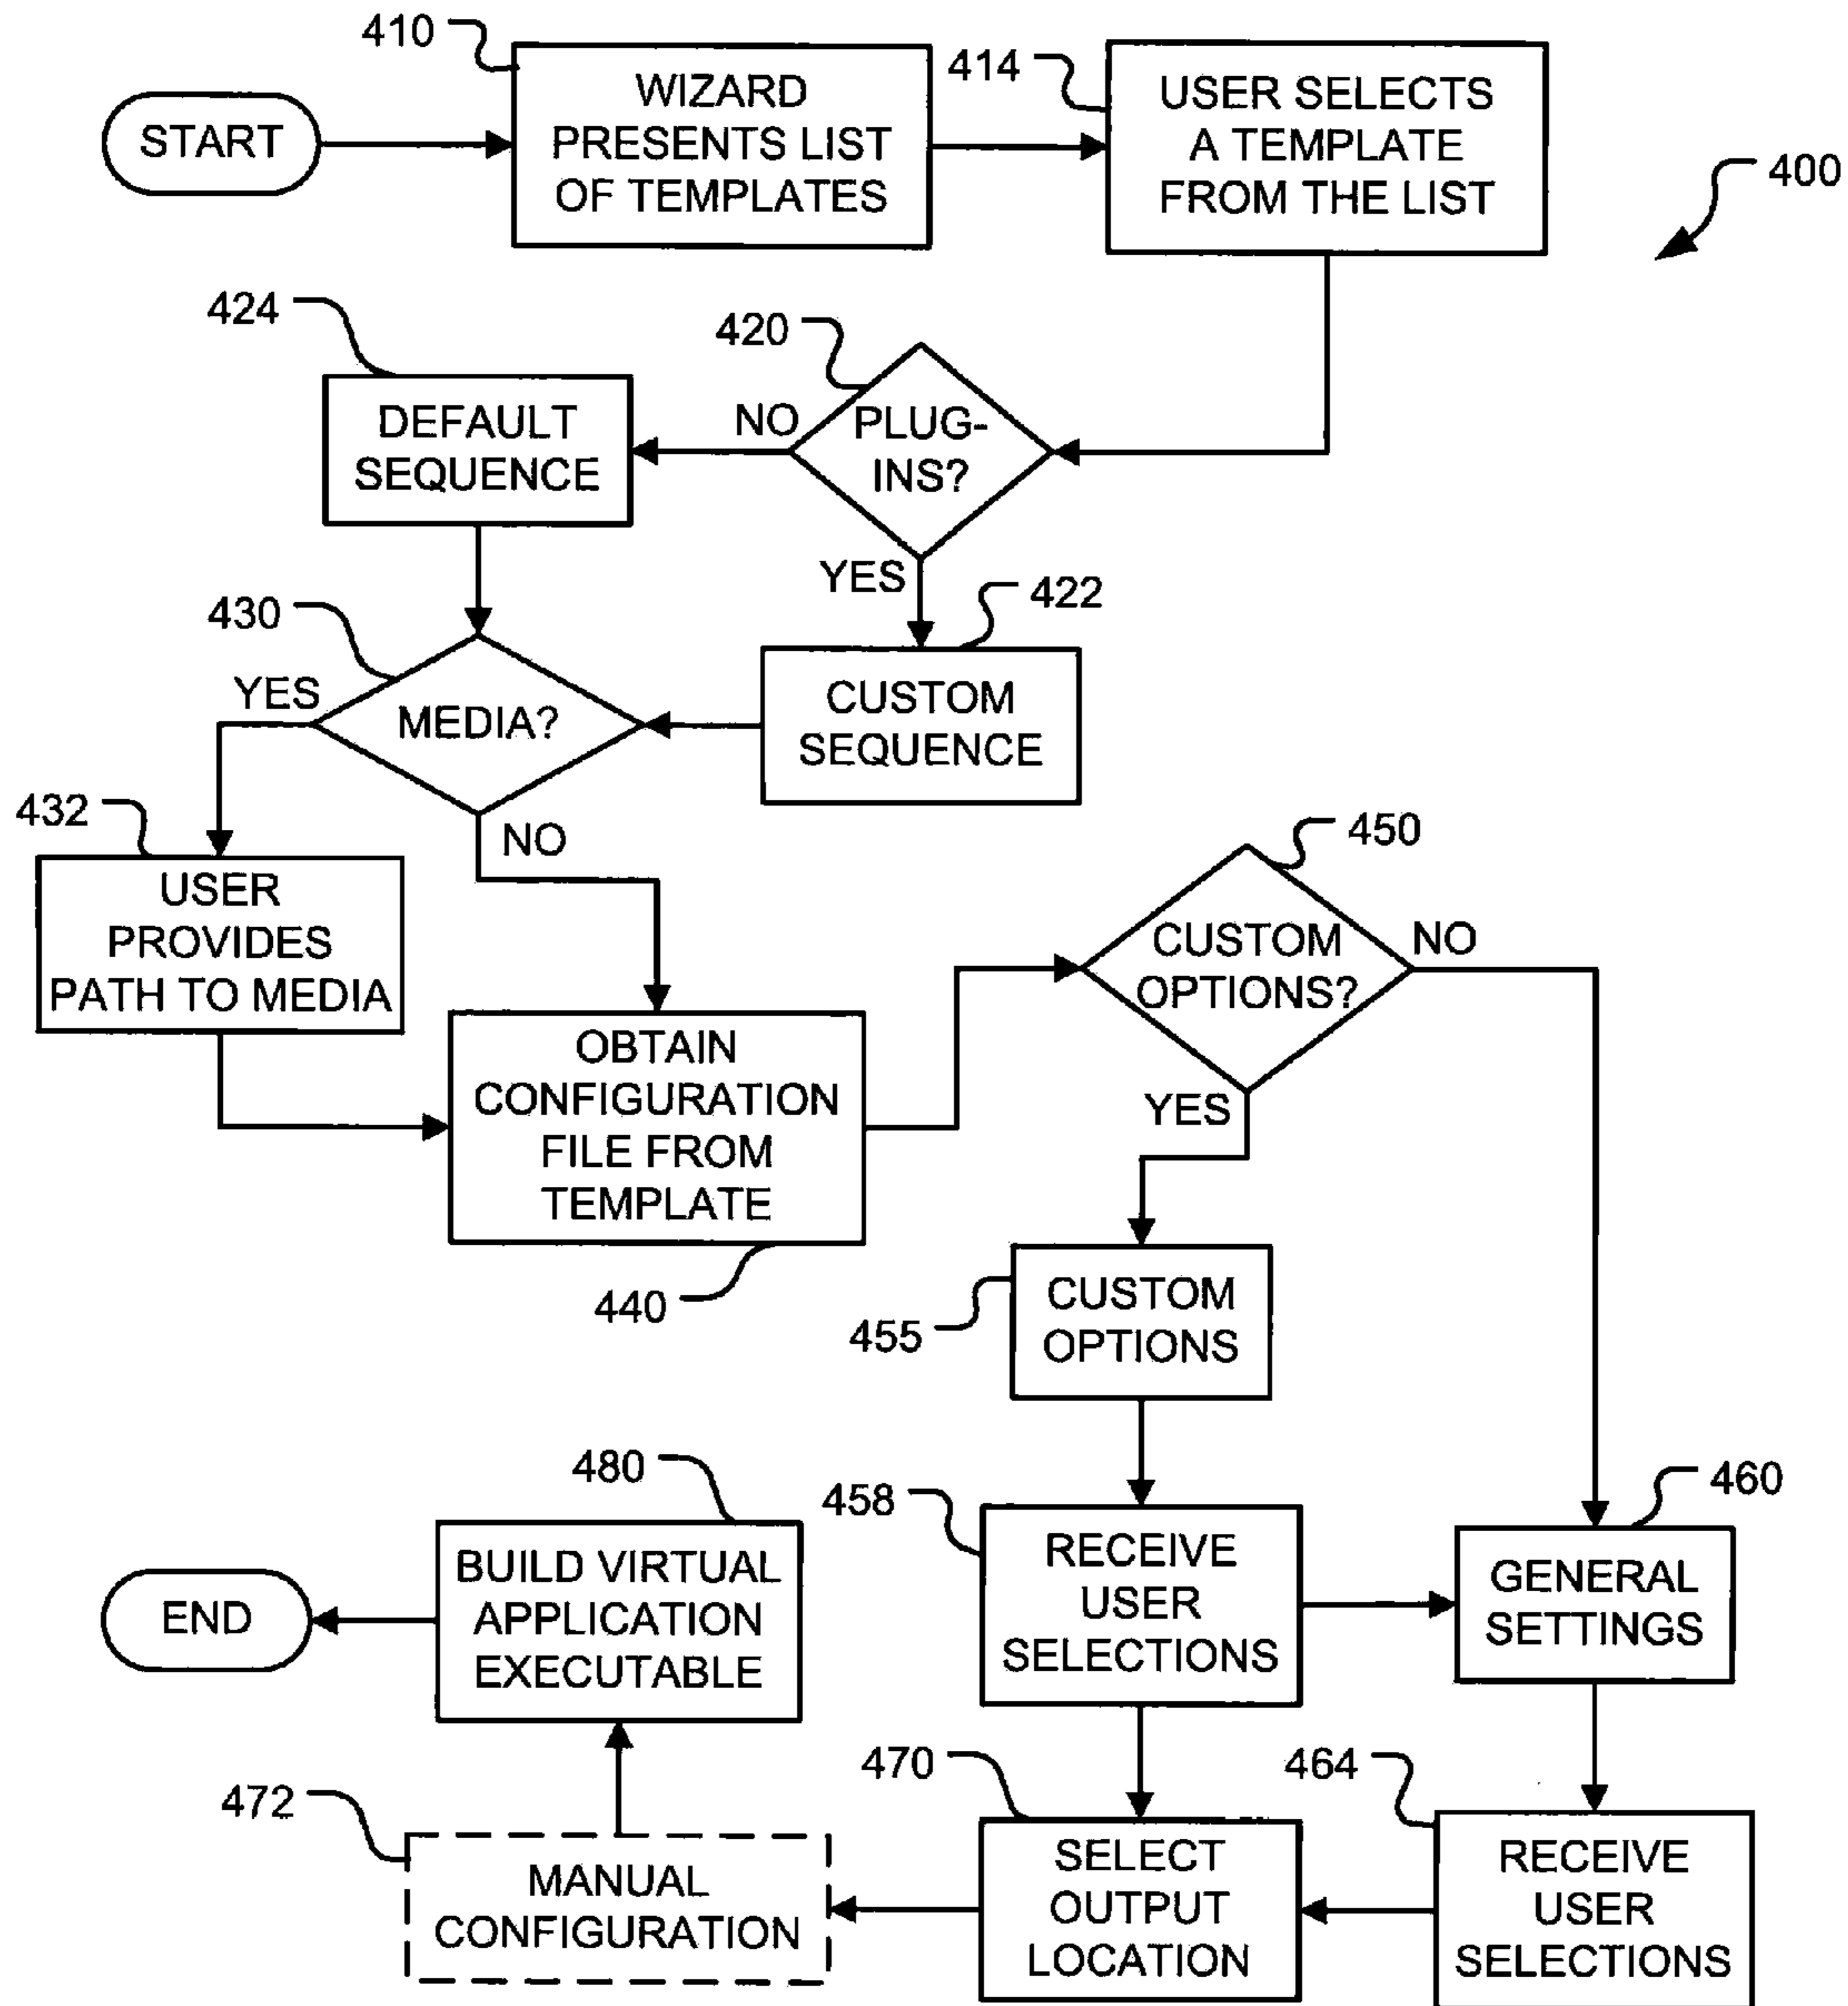 410
WIZARD
PRESENTS LIST
OF TEMPLATES
414
USER SELECTS
A TEMPLATE
FROM THE LIST
START
400
424
DEFAULT
SEQUENCE
420
NO
PLUG-
INS?
YES
422
CUSTOM
SEQUENCE
430
YES
MEDIA?
NO
432
USER
PROVIDES
PATH TO MEDIA
450
CUSTOM
OPTIONS?
NO
YES
OBTAIN
CONFIGURATION
FILE FROM
TEMPLATE
440
455
CUSTOM
OPTIONS
458
RECEIVE
USER
SELECTIONS
460
GENERAL
SETTINGS
480
BUILD VIRTUAL
APPLICATION
EXECUTABLE
END
472
MANUAL
CONFIGURATION
470
SELECT
OUTPUT
LOCATION
464
RECEIVE
USER
SELECTIONS